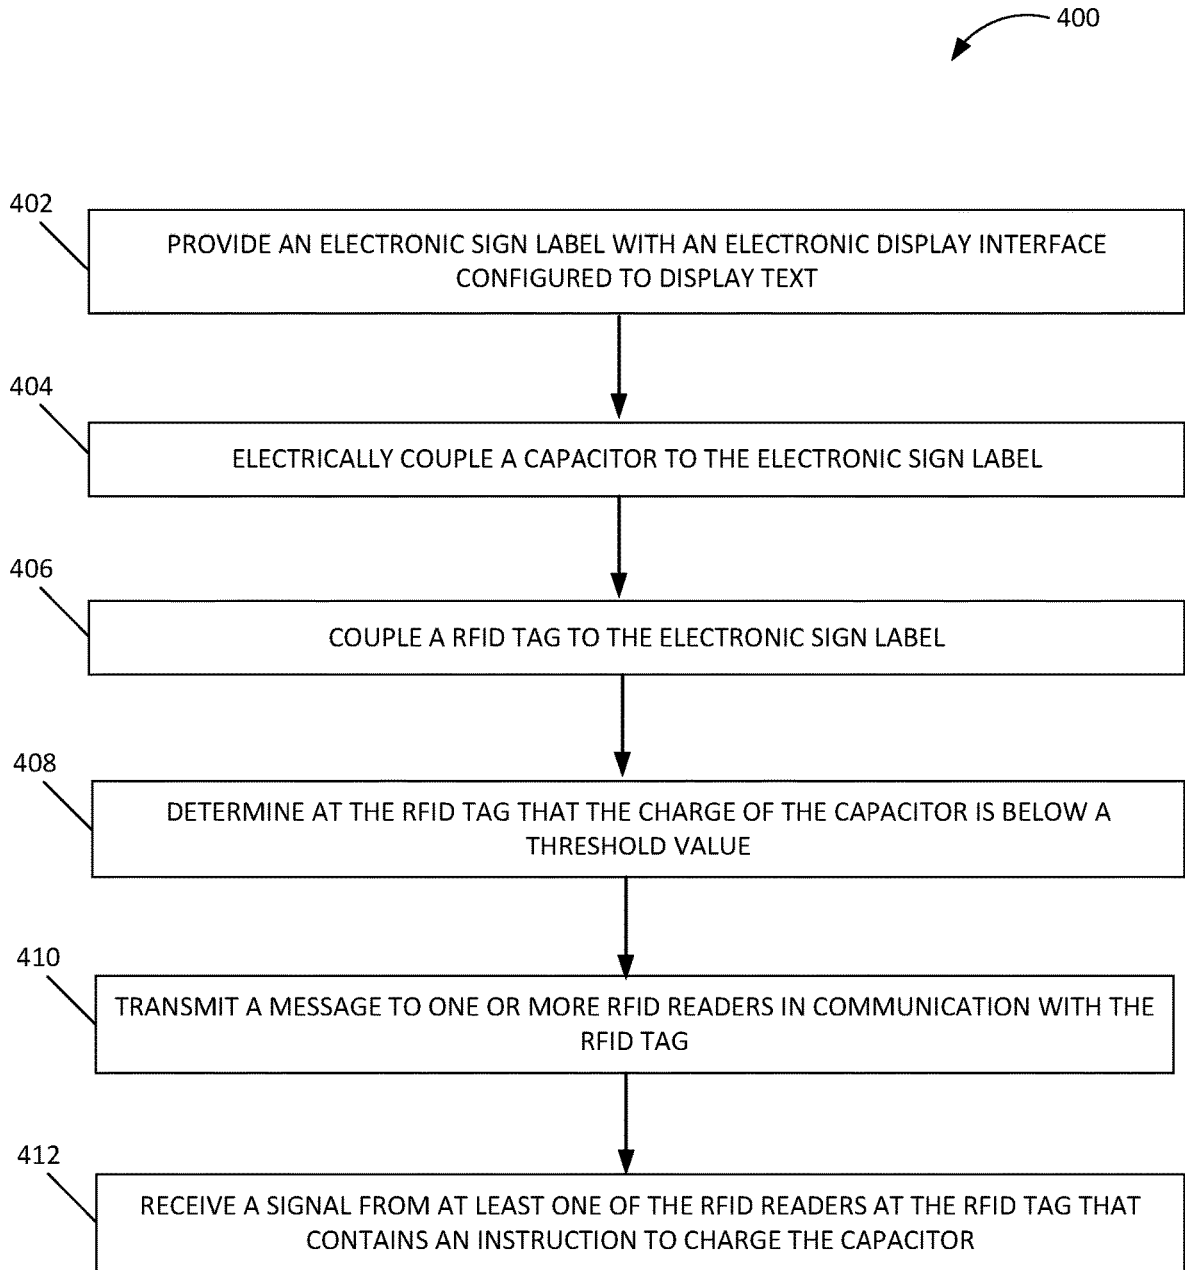 400
402
PROVIDE AN ELECTRONIC SIGN LABEL WITH AN ELECTRONIC DISPLAY INTERFACE
CONFIGURED TO DISPLAY TEXT
404
ELECTRICALLY COUPLE A CAPACITOR TO THE ELECTRONIC SIGN LABEL
406
COUPLE A RFID TAG TO THE ELECTRONIC SIGN LABEL
408
DETERMINE AT THE RFID TAG THAT THE CHARGE OF THE CAPACITOR IS BELOW A
THRESHOLD VALUE
410
TRANSMIT A MESSAGE TO ONE OR MORE RFID READERS IN COMMUNICATION WITH THE
RFID TAG
412
RECEIVE A SIGNAL FROM AT LEAST ONE OF THE RFID READERS AT THE RFID TAG THAT
CONTAINS AN INSTRUCTION TO CHARGE THE CAPACITOR